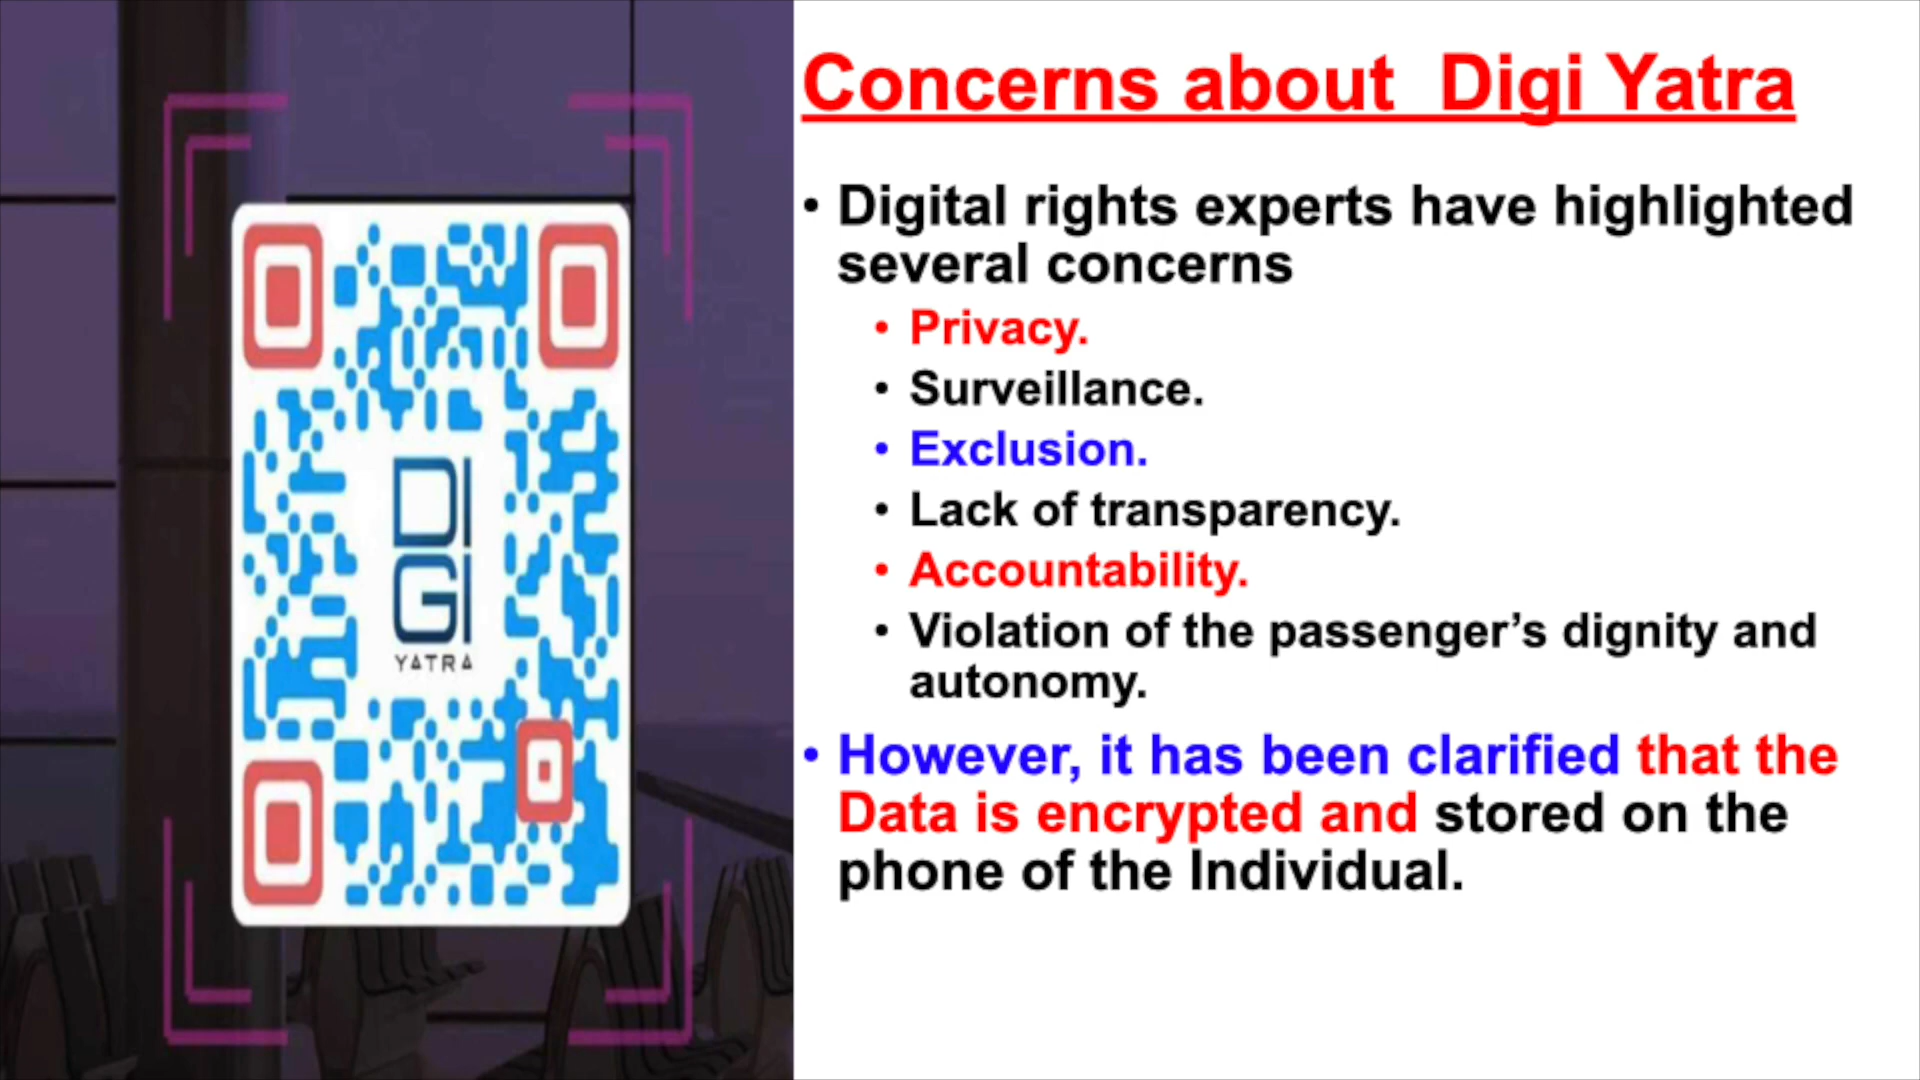 Concerns about Digi Yatra
• Digital rights experts have highlighted
several concerns
• Privacy.
• Surveillance.
• Exclusion.
• Lack of transparency.
• Accountability.
• Violation of the passenger’s dignity and
autonomy.
• However, it has been clarified that the
Data is encrypted and stored on the
phone of the Individual.
DI
GI
YATRA